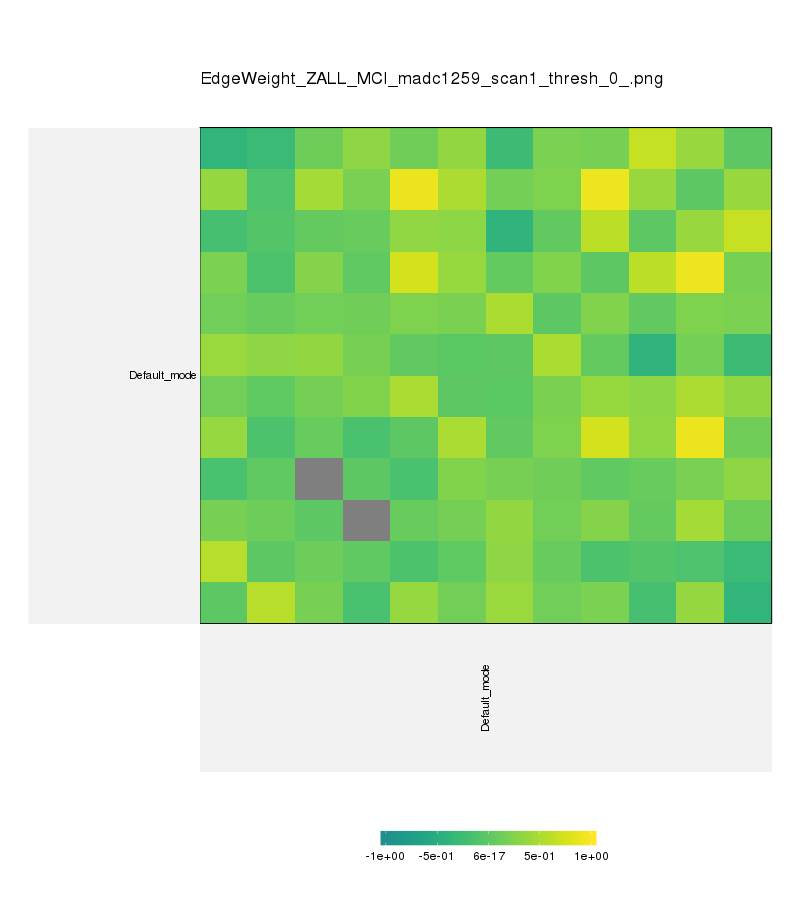 EdgeWeight_ZALL_MCI_madc1259_scan1_thresh_0_.png
Default_mode
Default_mode
-1e+00 -5e-01 6e-17 5e-01 1e+00